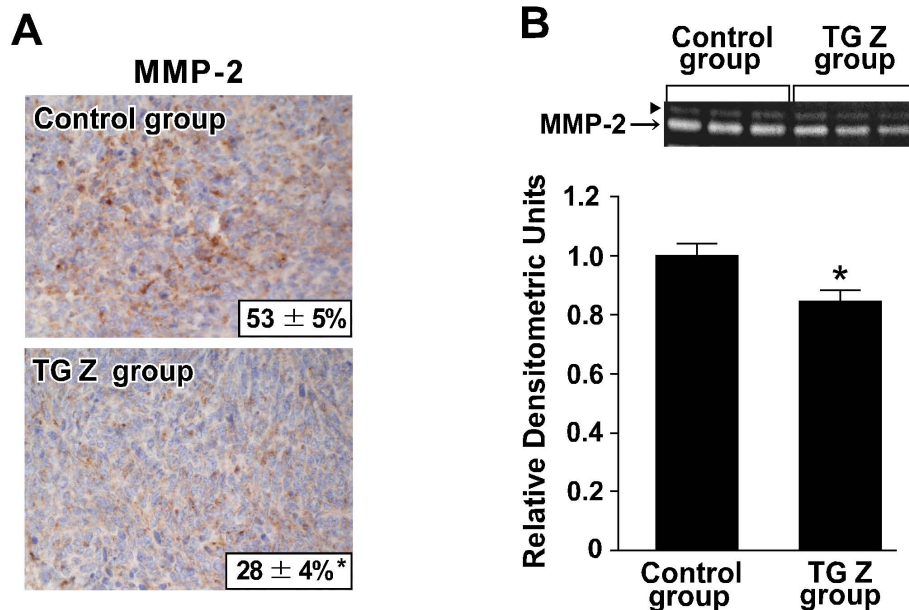 A
MMP-2
Control group
53 ± 5%
TG Z group
28 ± 4%*
B
Control group
TG Z group
MMP-2
Relative Densitometric Units
1.2
1.0
0.8
0.6
0.4
0.2
0
*
Control group
TG Z group